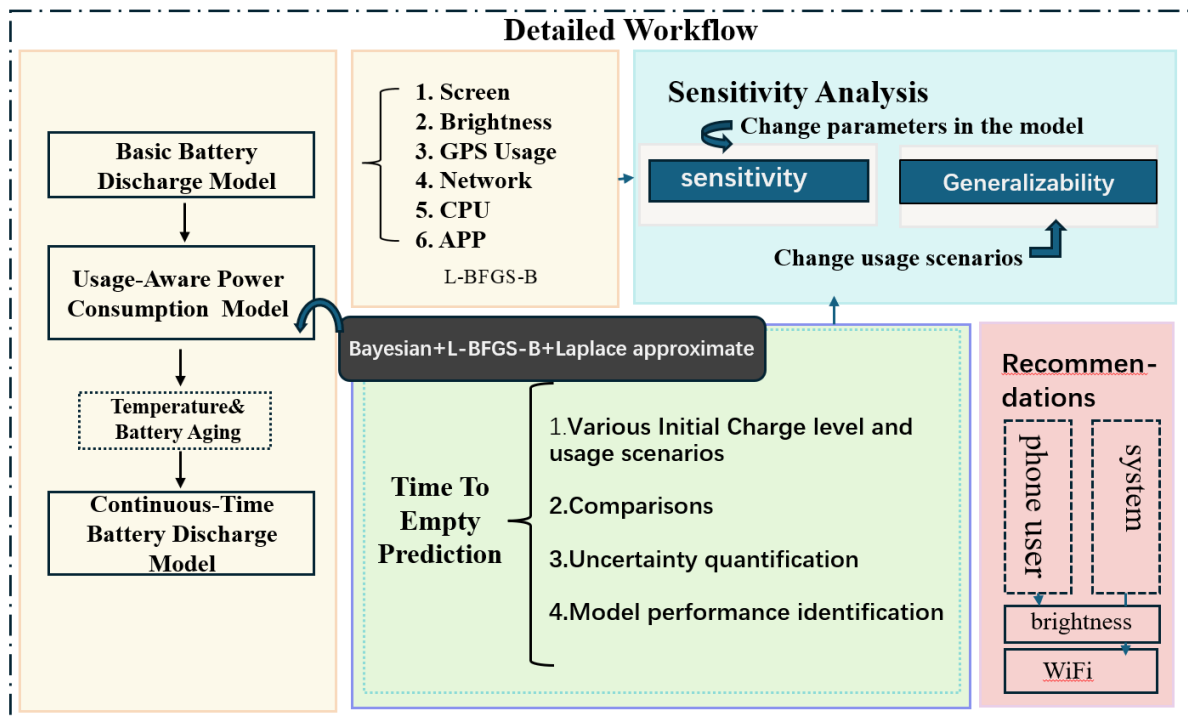 Detailed Workflow
Basic Battery
Discharge Model
Usage-Aware Power
Consumption Model
Temperature&
Battery Aging
Continuous-Time
Battery Discharge
Model
1. Screen
2. Brightness
3. GPS Usage
4. Network
5. CPU
6. APP
L-BFGS-B
Sensitivity Analysis
Change parameters in the model
sensitivity
Generalizability
Change usage scenarios
Bayesian+L-BFGS-B+Laplace approximate
Time To
Empty
Prediction
1.Various Initial Charge level and
usage scenarios
2.Comparisons
3.Uncertainty quantification
4.Model performance identification
Recommen-
dations
phone user
system
brightness
WiFi